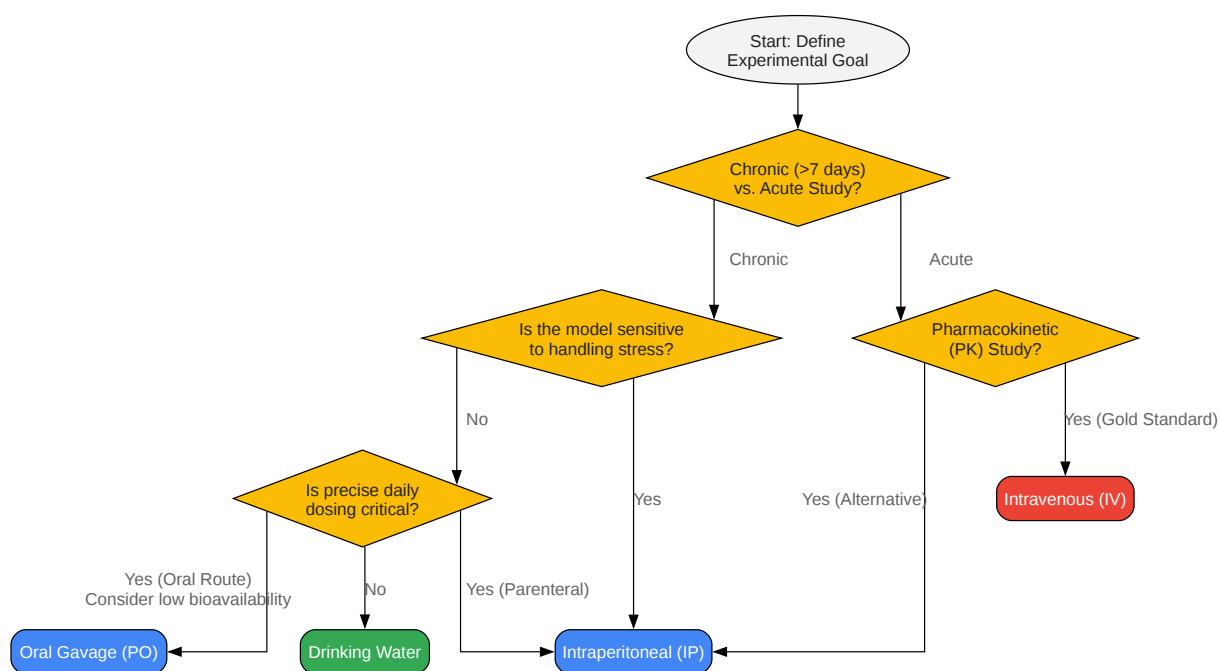 Start: Define
Experimental Goal
Chronic (>7 days)
vs. Acute Study?
Chronic
Acute
Is the model sensitive
to handling stress?
Pharmacokinetic
(PK) Study?
No
Yes (Gold Standard)
Is precise daily
dosing critical?
Yes
Yes (Alternative)
Intravenous (IV)
Yes (Oral Route)
Consider low bioavailability
No
Yes (Parenteral)
Oral Gavage (PO)
Drinking Water
Intraperitoneal (IP)